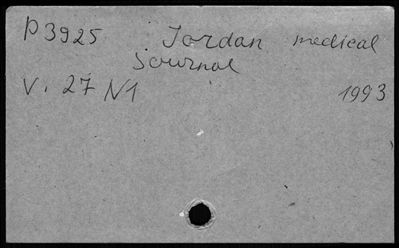 P3925 Jordan medical
Journal
V. 27 N1 1993